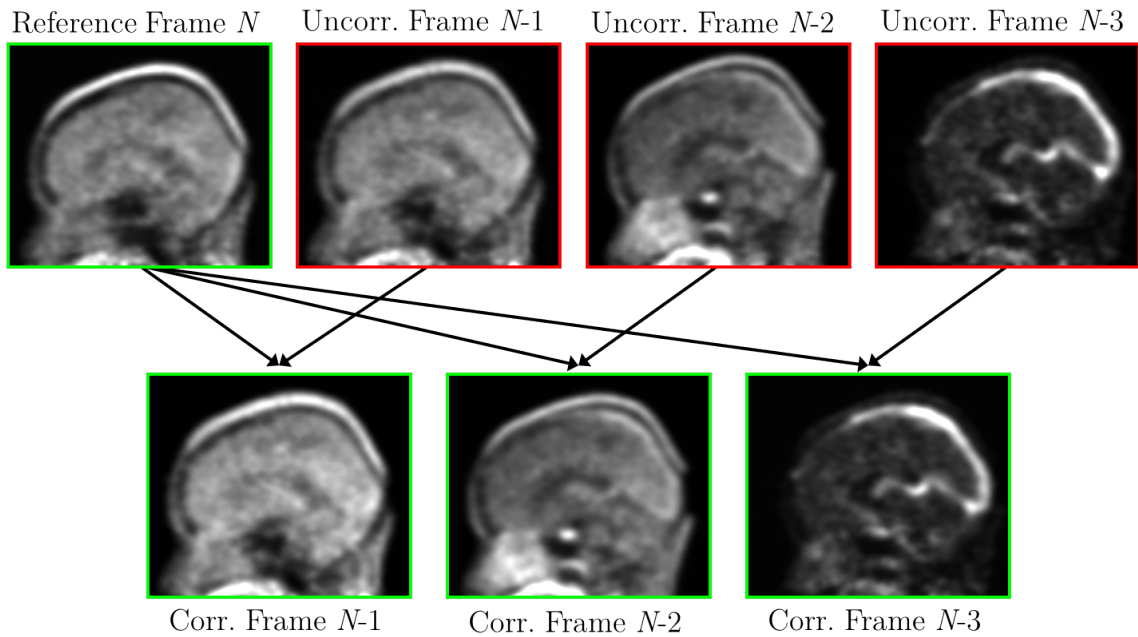 Reference Frame N
Uncorr. Frame N-1
Uncorr. Frame N-2
Uncorr. Frame N-3
Corr. Frame N-1
Corr. Frame N-2
Corr. Frame N-3